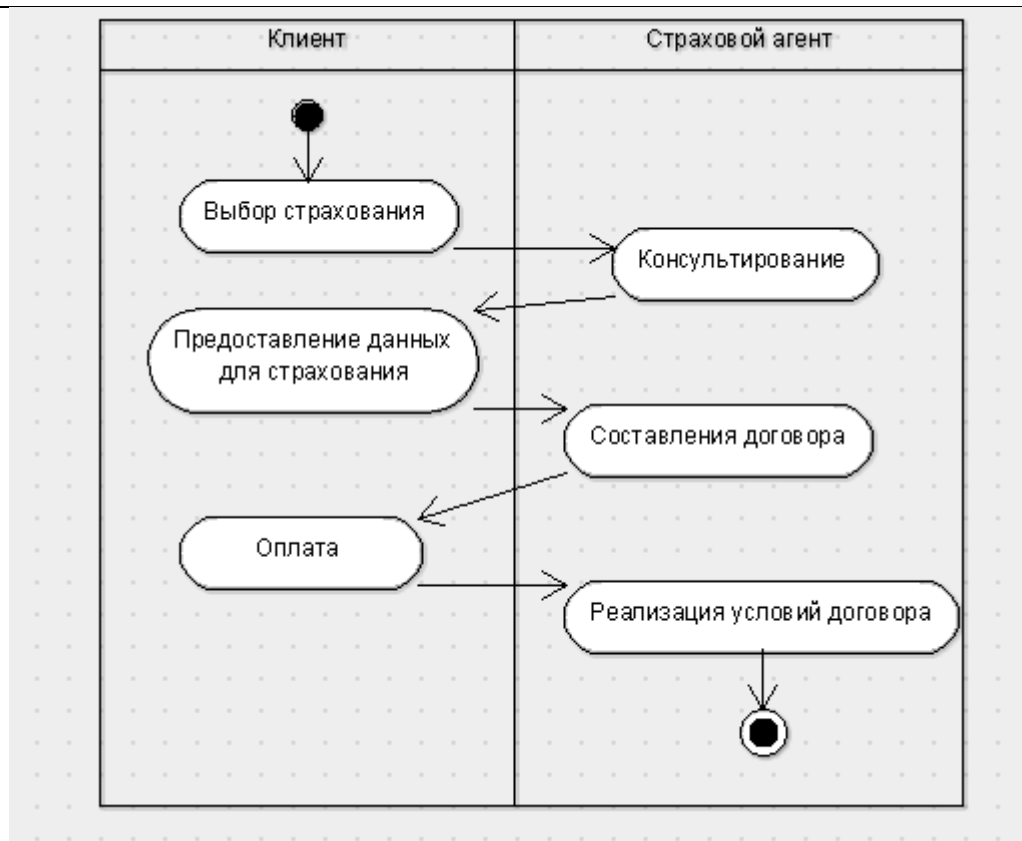 Клиент
Страховой агент
Выбор страхования
Консультирование
Предоставление данных
для страхования
Составления договора
Оплата
Реализация условий договора